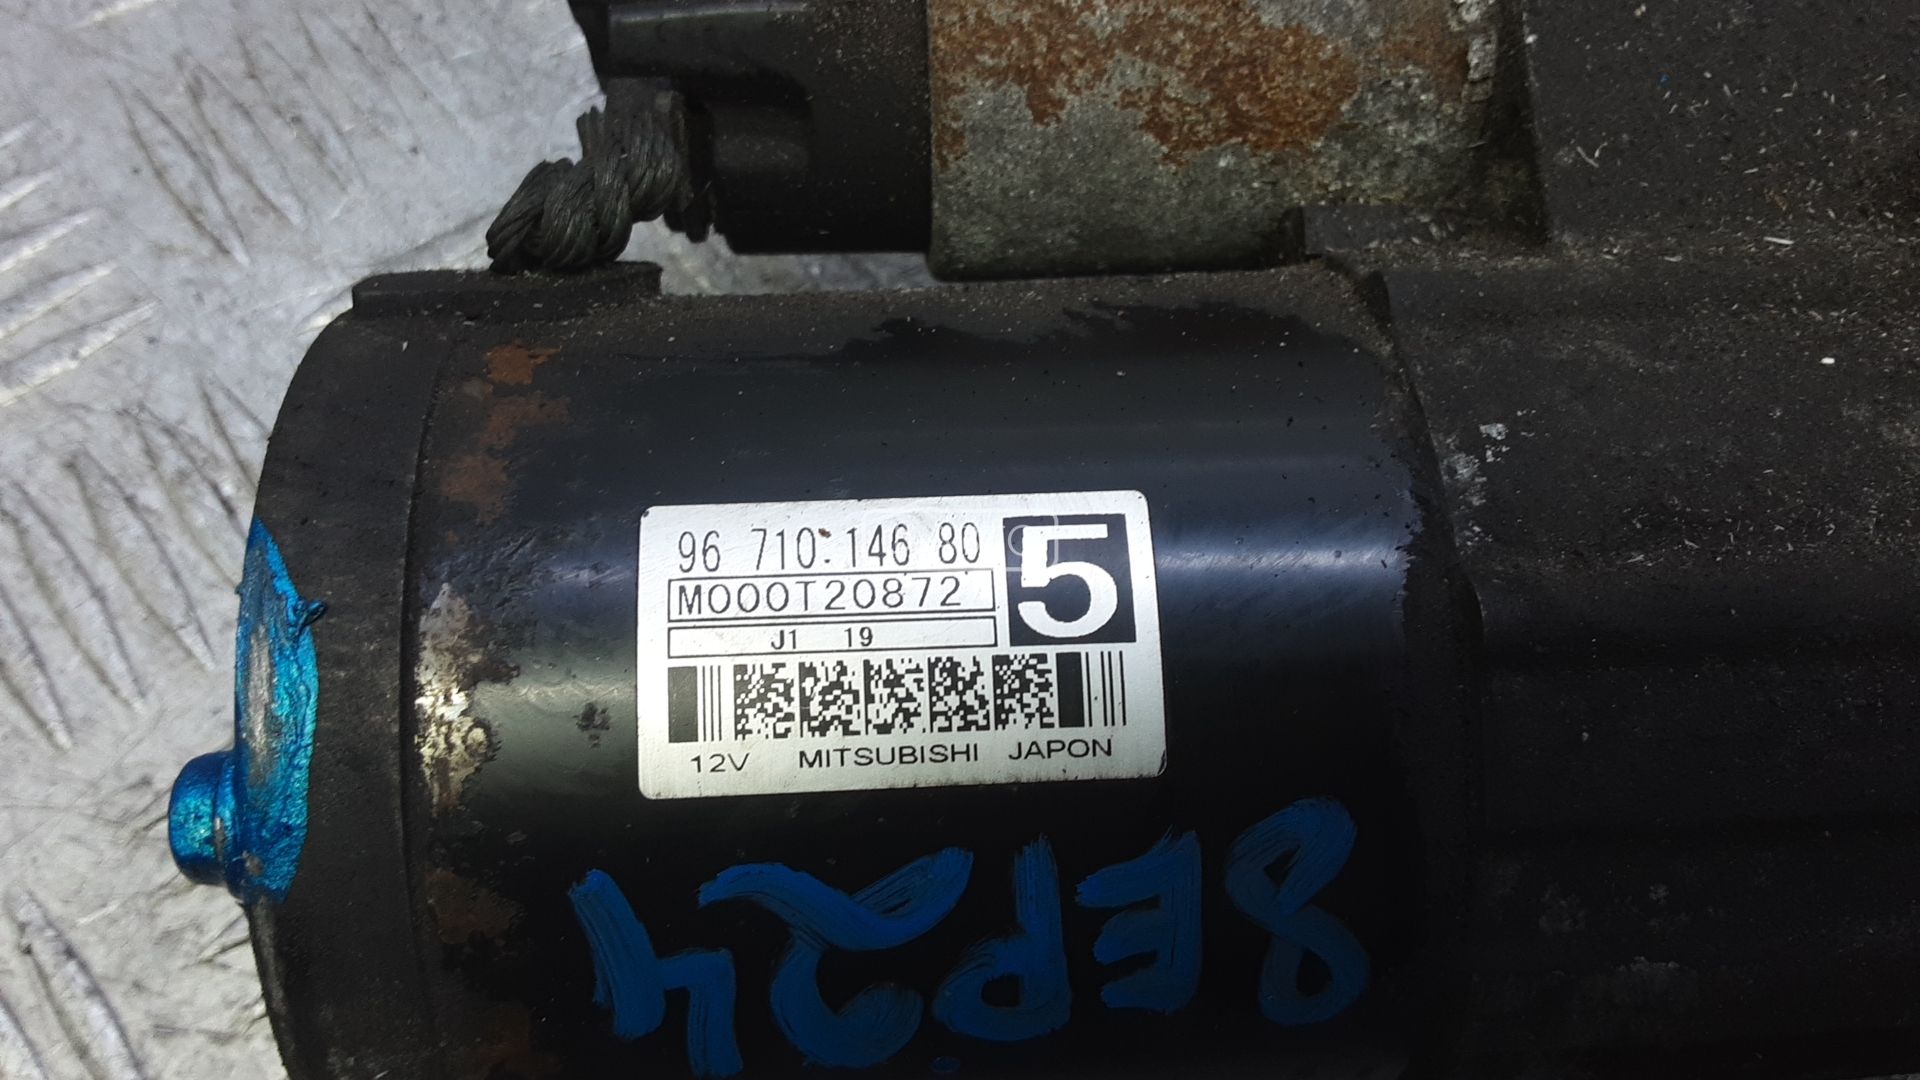 96 710 146 80
5
M000T20872
J1 19
12V MITSUBISHI JAPON
8EP24